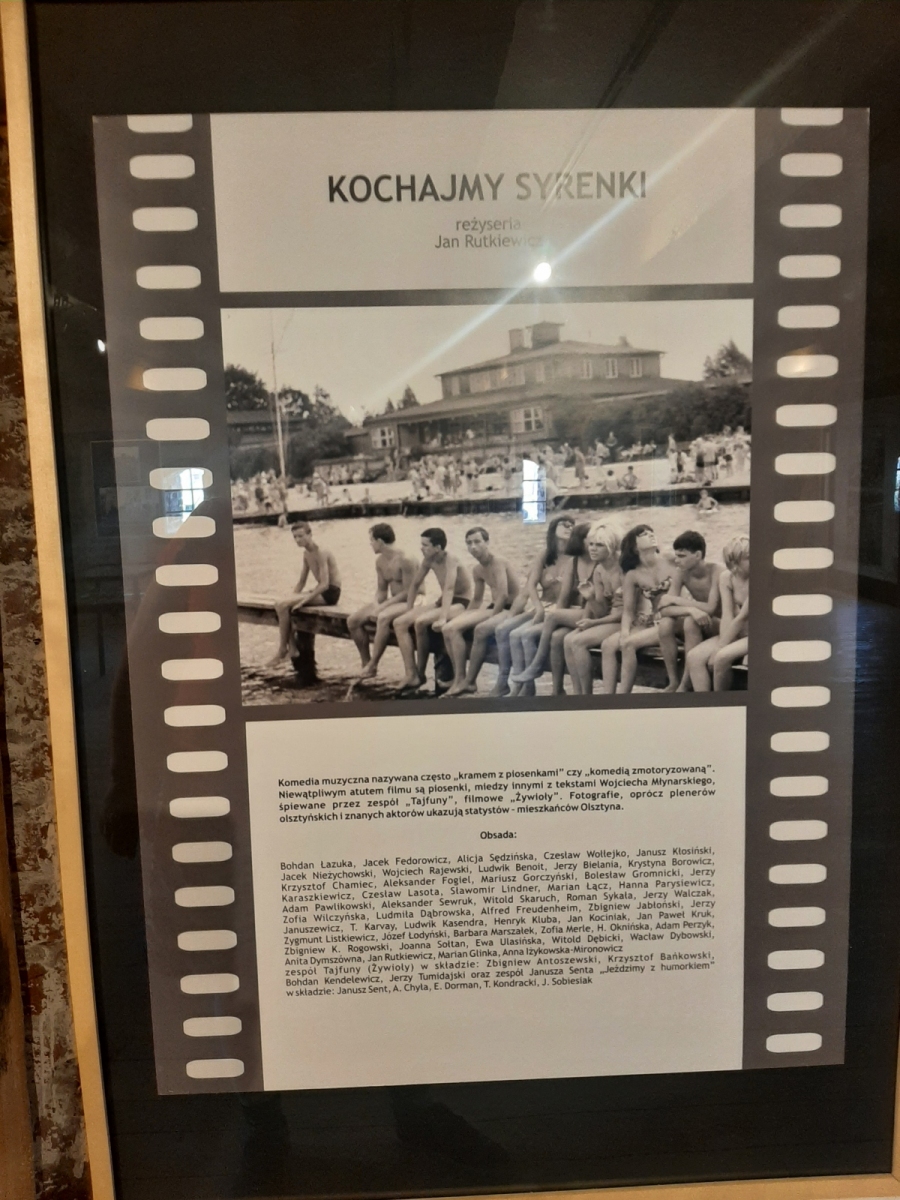 KOCHAJMY SYRENKI
reżyseria
Jan Rutkiewicz
Komedia muzyczna nazywana często „kramem z piosenkami” czy „komedią zmotoryzowaną”.
Niewątpliwym atutem filmu są piosenki, miedzy innymi z tekstami Wojciecha Młynarskiego,
śpiewane przez zespół „Tajfuny”, filmowe „Żywioły”. Fotografie, oprócz plenerów
olsztyńskich i znanych aktorów ukazują statystów - mieszkańców Olsztyna.
Obsada:
Bohdan Łazuka, Jacek Fedorowicz, Alicja Sędzińska, Czesław Wołłejko, Janusz Kłosiński,
Jacek Nieżychowski, Wojciech Rajewski, Ludwik Benoit, Jerzy Bielania, Krystyna Borowicz,
Krzysztof Chamiec, Aleksander Fogiel, Mariusz Gorczyński, Bolesław Gromnicki, Jerzy
Karaszkiewicz, Czesław Lasota, Sławomir Lindner, Marian Łącz, Hanna Parysiewicz,
Adam Pawlikowski, Aleksander Sewruk, Witold Skaruch, Roman Sykała, Jerzy Walczak,
Zofia Wilczyńska, Ludmiła Dąbrowska, Alfred Freudenheim, Zbigniew Jabłoński, Jerzy
Januszewicz, T. Karvay, Ludwik Kasendra, Henryk Kluba, Jan Kociniak, Jan Paweł Kruk,
Zygmunt Listkiewicz, Józef Łodyński, Barbara Marszałek, Zofia Merle, H. Oknińska, Adam Perzyk,
Zbigniew K. Rogowski, Joanna Sołtan, Ewa Ulasińska, Witold Dębicki, Wacław Dybowski,
Anita Dymszówna, Jan Rutkiewicz, Marian Glinka, Anna Iżykowska-Mironowicz
zespół Tajfuny (Żywioły) w składzie: Zbigniew Antoszewski, Krzysztof Bańkowski,
Bohdan Kendelewicz, Jerzy Tumidajski oraz zespół Janusza Senta „Jeździmy z humorkiem”
w składzie: Janusz Sent, A. Chyła, E. Dorman, T. Kondracki, J. Sobiesiak